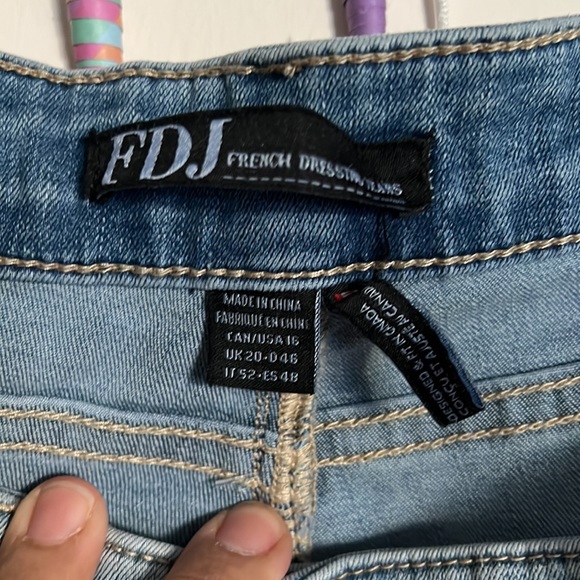 FDJ FRENCH DRESSING JEANS
MADE IN CHINA
FABRIQUE EN CHINE
CAN/USA 16
UK 20-D 46
IT 52-ES 48
DESIGNED & FIT IN CANADA
CONÇU ET AJUSTÉ AU CANADA